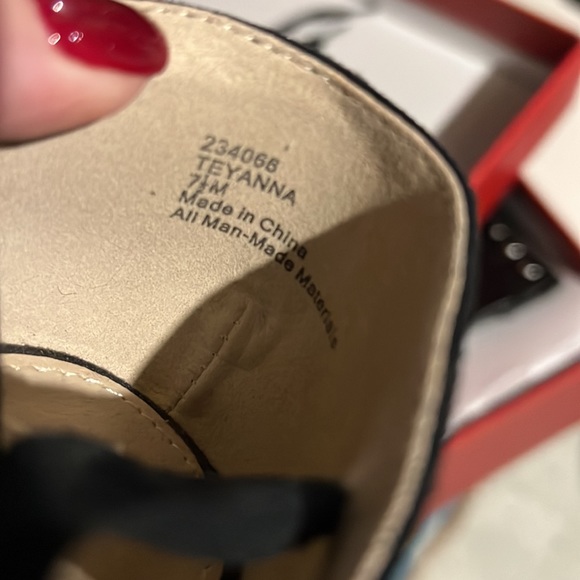 234066
TEYANNA
7½M
Made in China
All Man-Made Materials